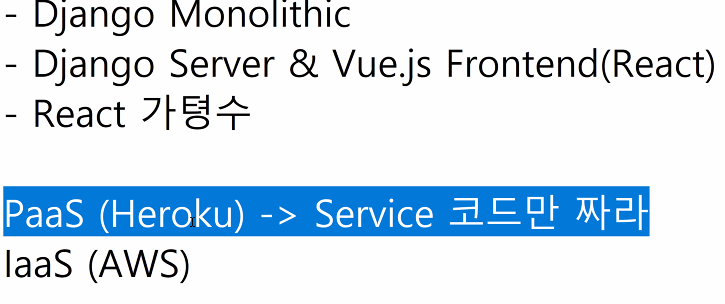 - Django Monolithic
- Django Server & Vue.js Frontend(React)
- React 가텽수
PaaS (Heroku) -> Service 코드만 짜라
IaaS (AWS)